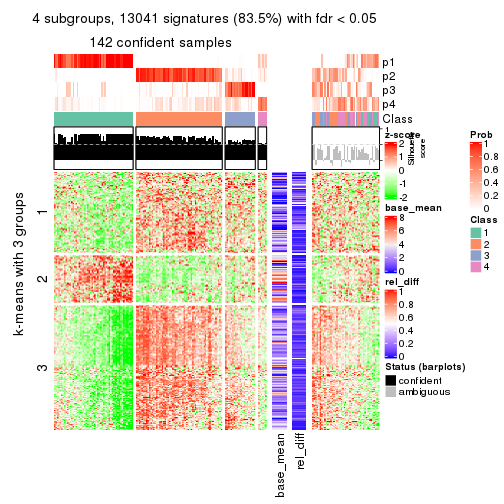 4 subgroups, 13041 signatures (83.5%) with fdr < 0.05
142 confident samples
p1
p2
p3
p4
Class
1
Silhouette
score
z-score
2
1
0
-1
-2
base_mean
8
6
4
2
0
rel_diff
1
0.8
0.6
0.4
0.2
0
Status (barplots)
confident
ambiguous
Prob
1
0.8
0.6
0.4
0.2
0
Class
1
2
3
4
k-means with 3 groups
1
2
3
base_mean
rel_diff